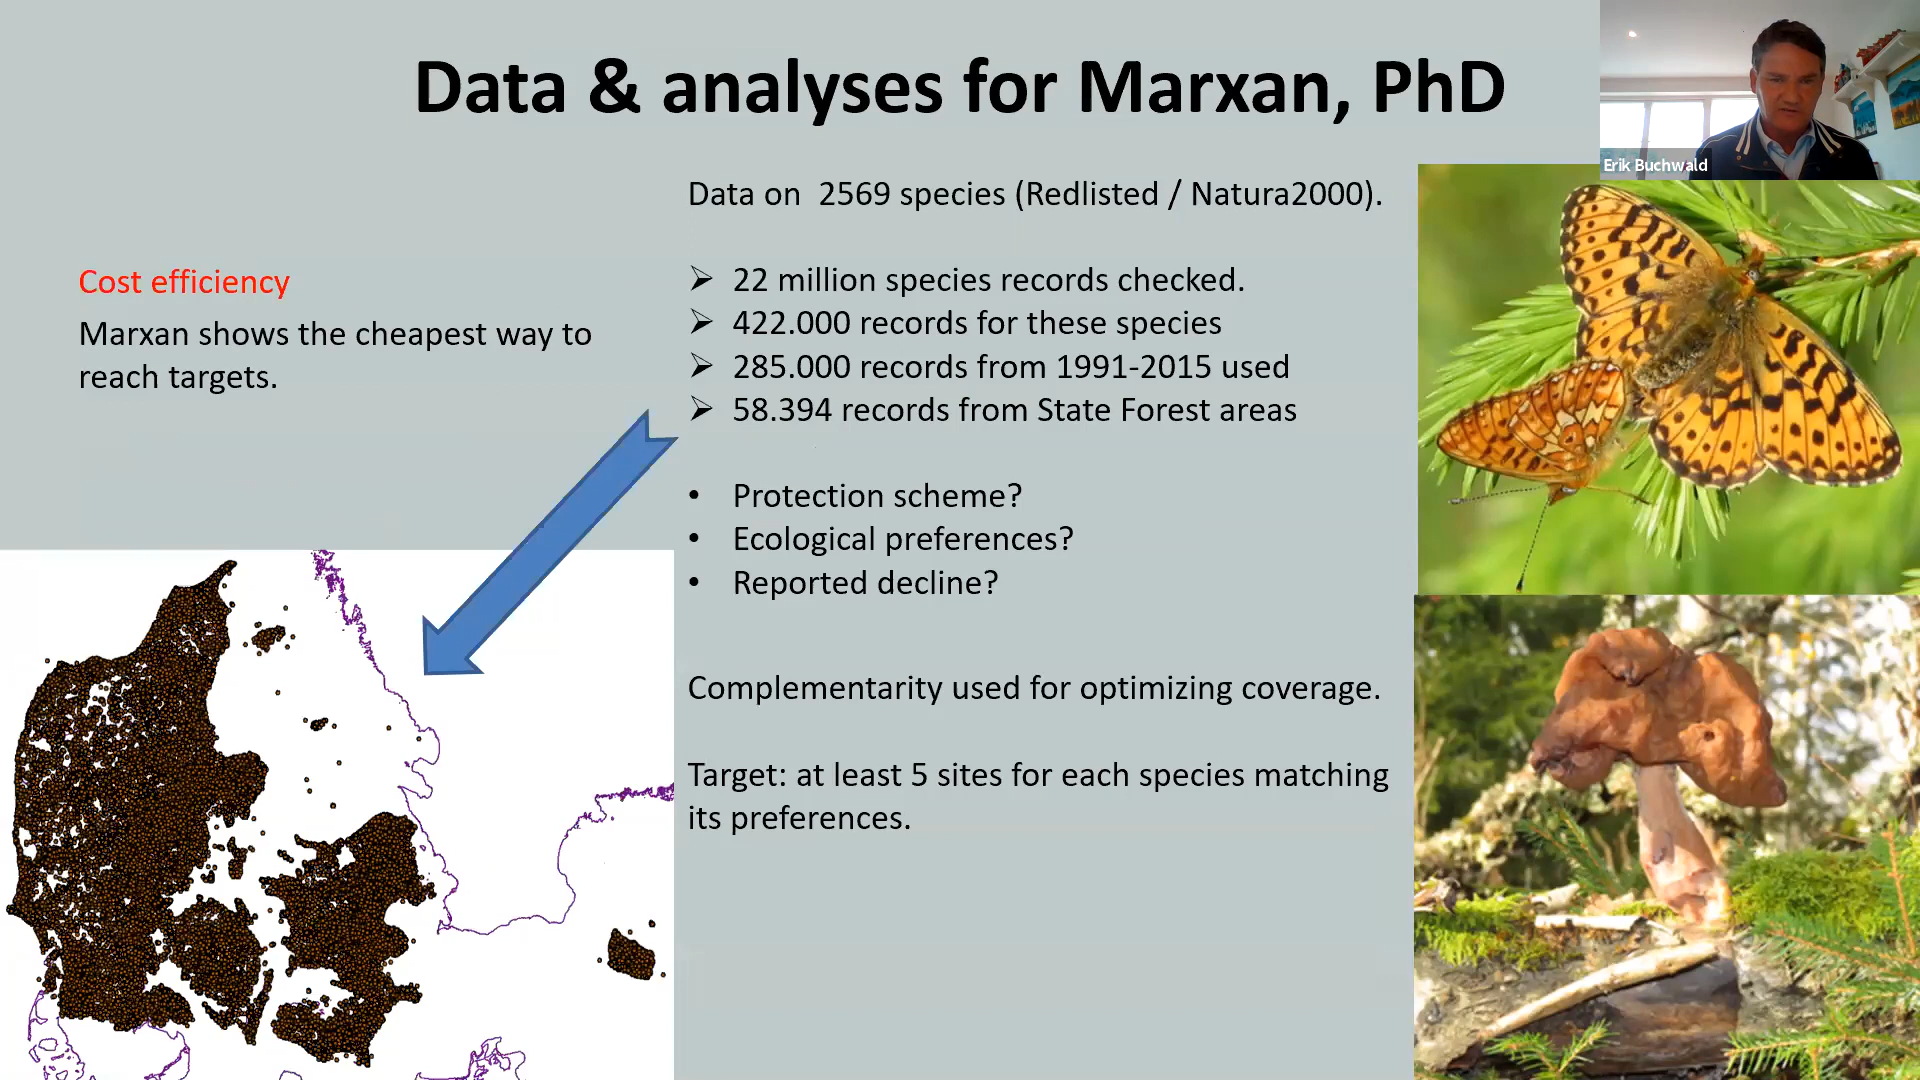 Data & analyses for Marxan, PhD
Erik Buchwald
Cost efficiency
Marxan shows the cheapest way to
reach targets.
Data on  2569 species (Redlisted / Natura2000).
➢ 22 million species records checked.
➢ 422.000 records for these species
➢ 285.000 records from 1991-2015 used
➢ 58.394 records from State Forest areas
• Protection scheme?
• Ecological preferences?
• Reported decline?
Complementarity used for optimizing coverage.
Target: at least 5 sites for each species matching
its preferences.